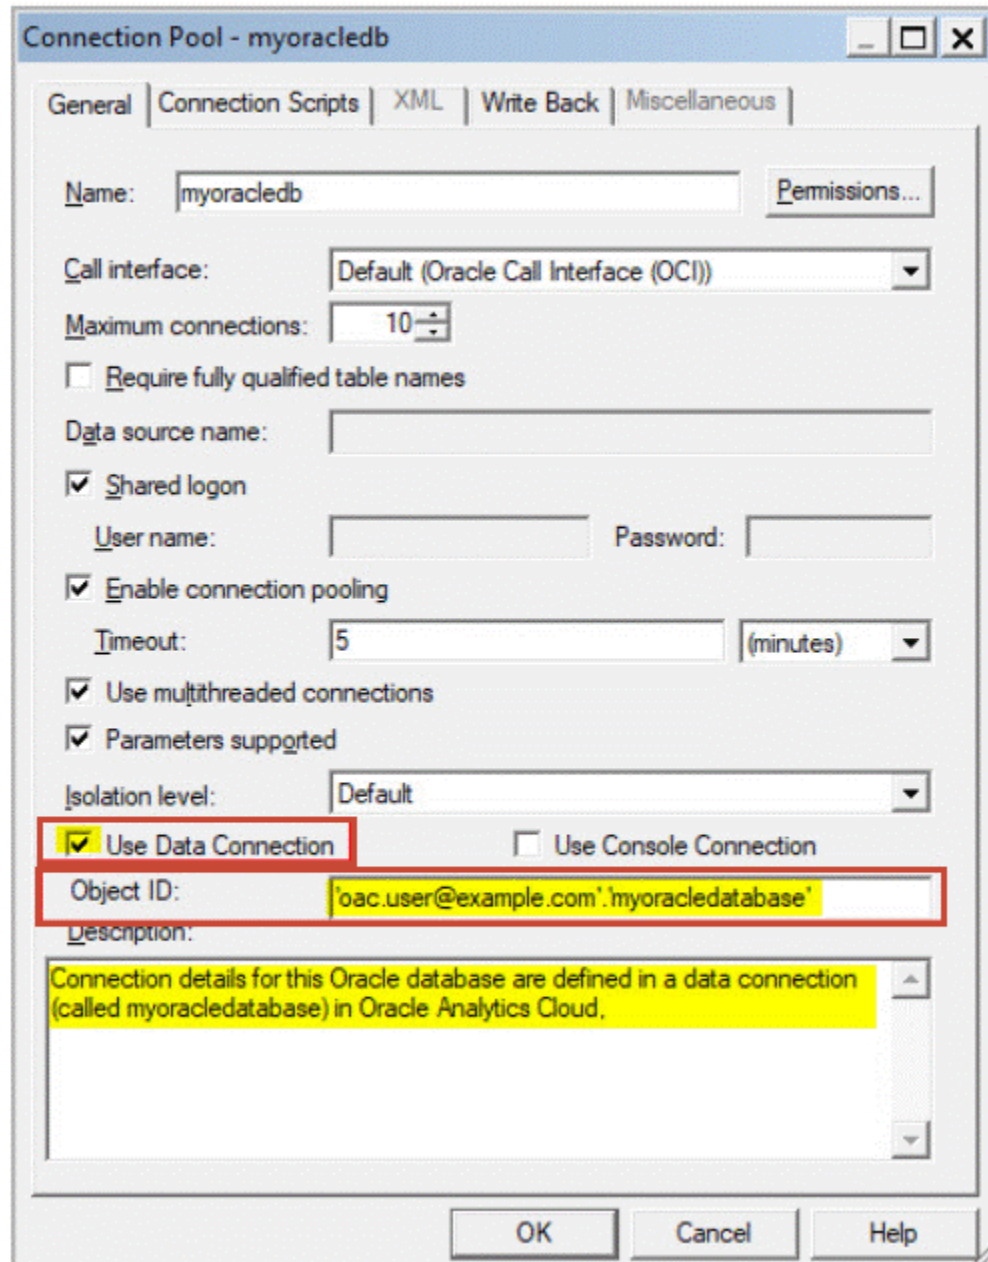 Connection Pool - myoracledb
General Connection Scripts XML Write Back Miscellaneous
Name: myoracledb Permissions...
Call interface: Default (Oracle Call Interface (OCI))
Maximum connections: 10
Require fully qualified table names
Data source name:
Shared logon
User name: Password:
Enable connection pooling
Timeout: 5 (minutes)
Use multithreaded connections
Parameters supported
Isolation level: Default
Use Data Connection Use Console Connection
Object ID: 'oac.user@example.com'.'myoracledatabase'
Description:
Connection details for this Oracle database are defined in a data connection
(called myoracledatabase) in Oracle Analytics Cloud,
OK Cancel Help